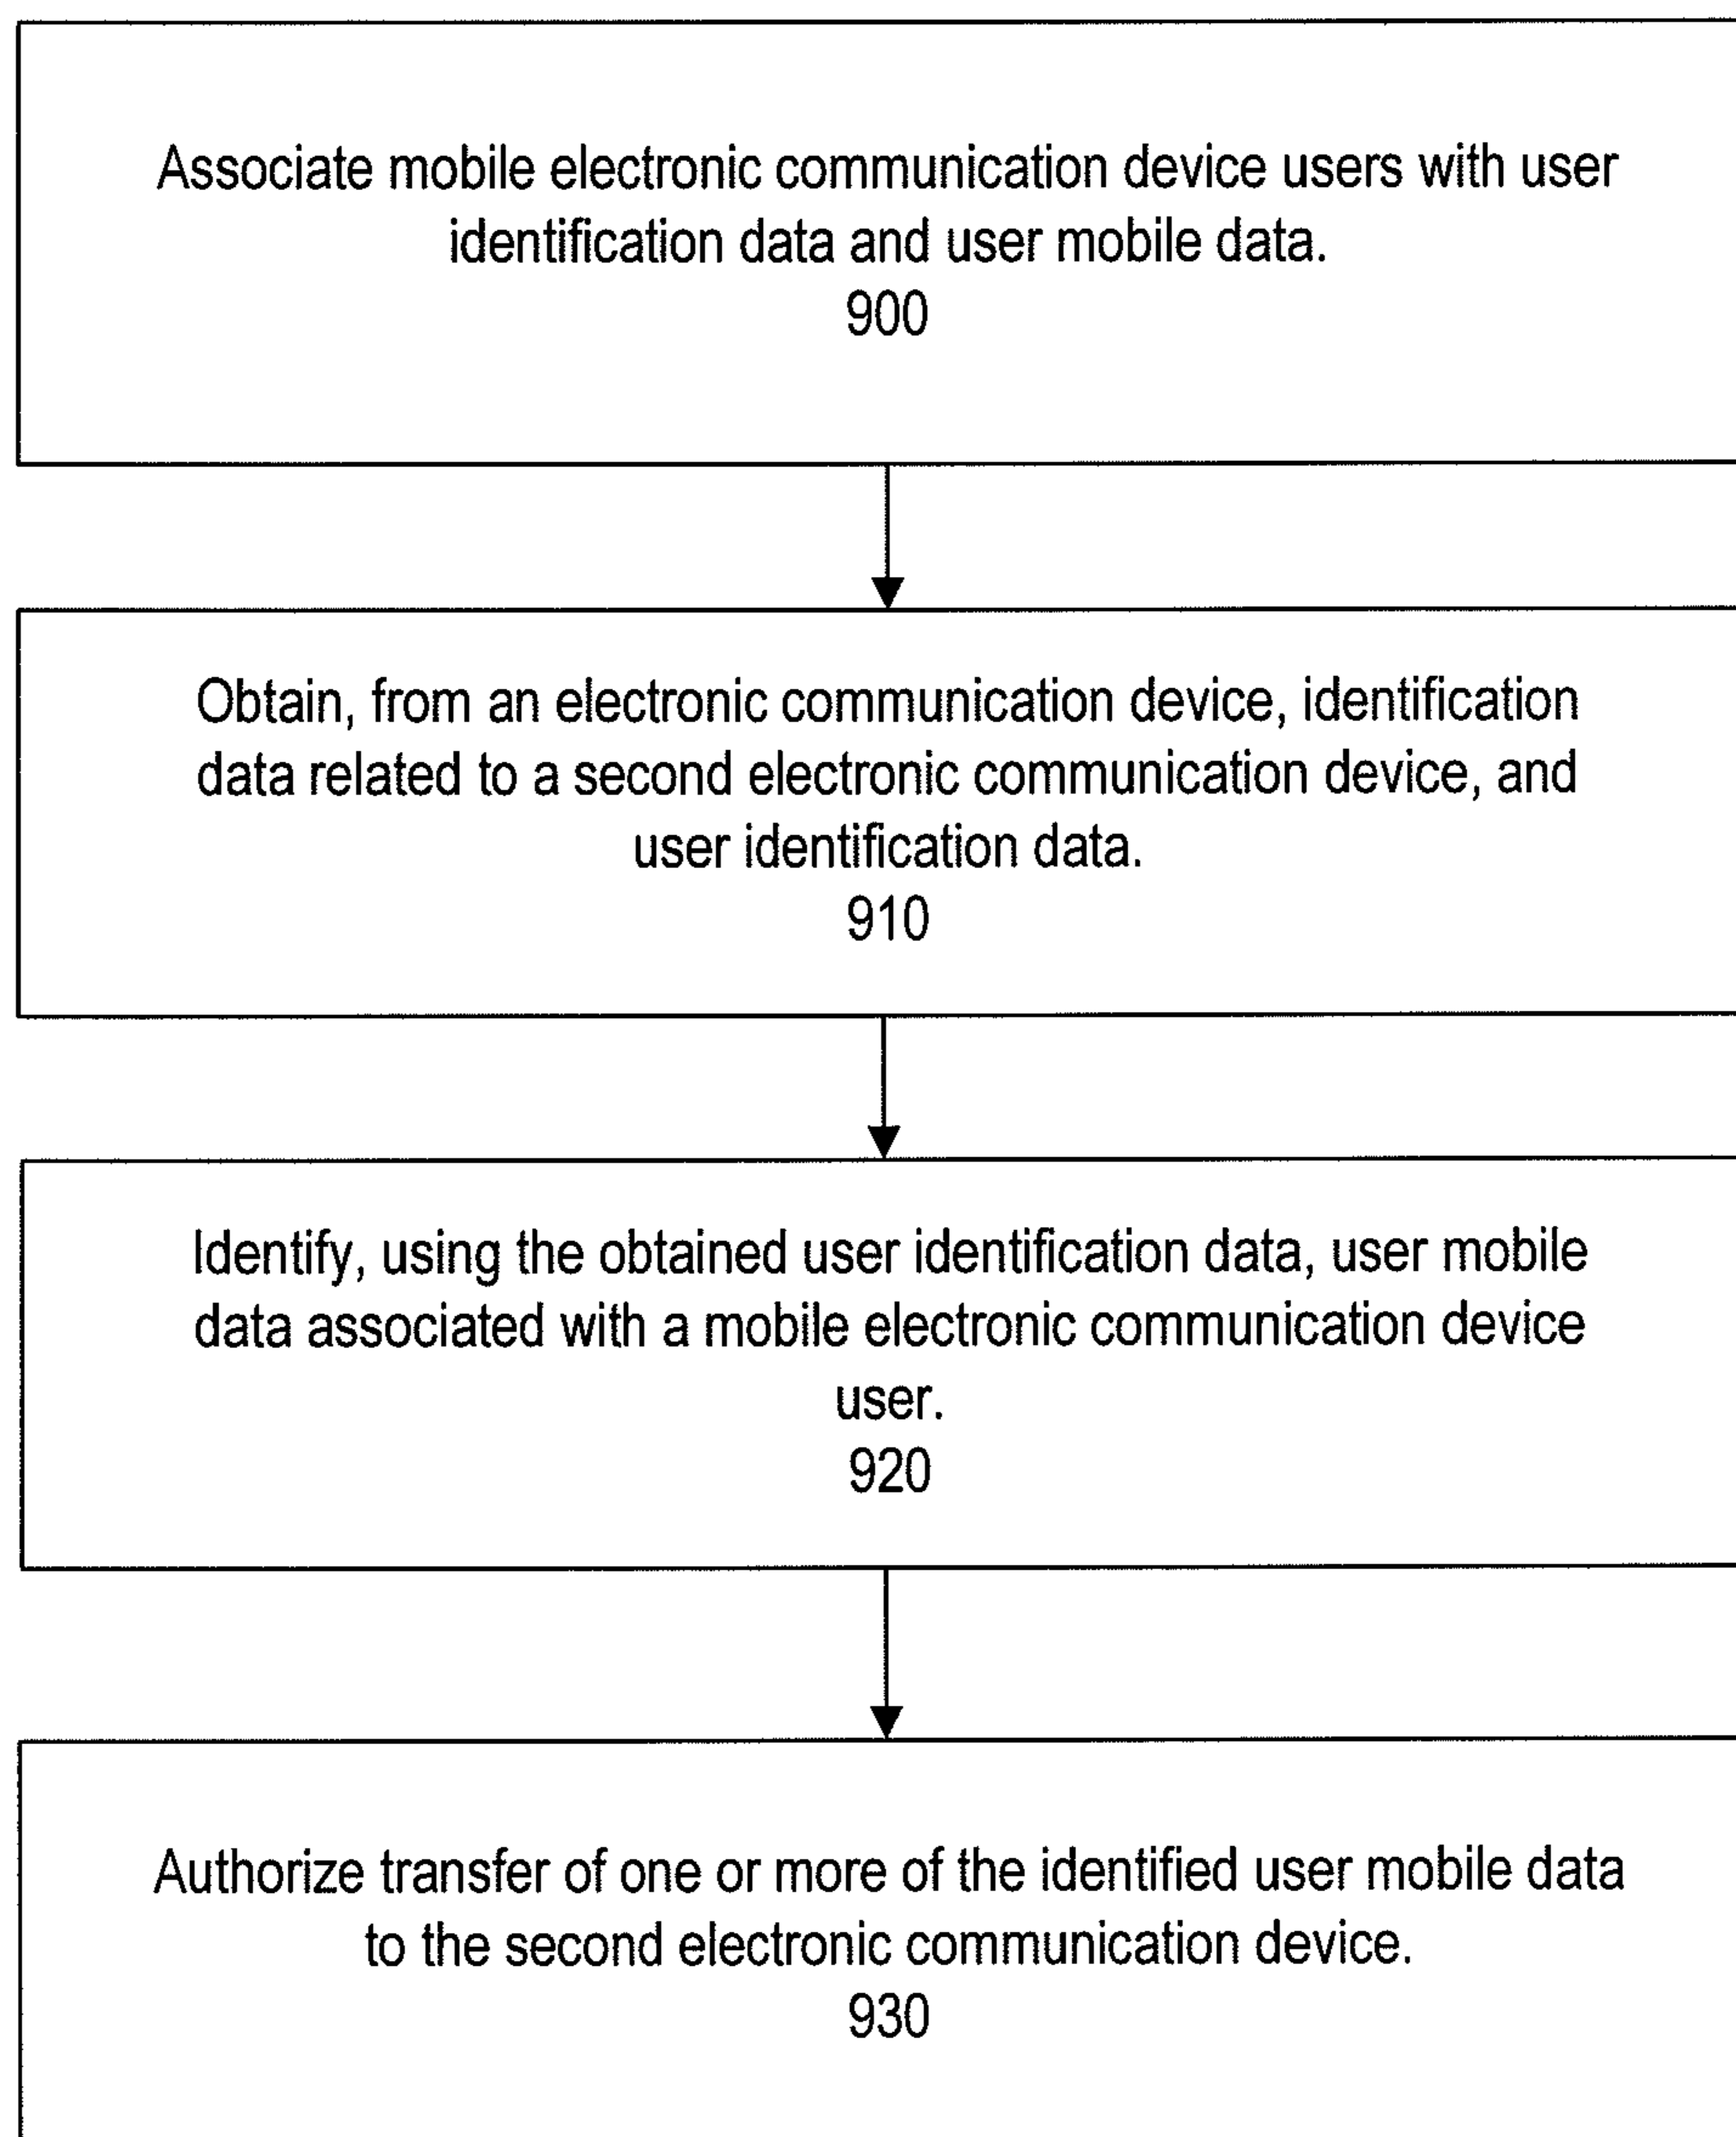 Associate mobile electronic communication device users with user
identification data and user mobile data.
900
Obtain, from an electronic communication device, identification
data related to a second electronic communication device, and
user identification data.
910
Identify, using the obtained user identification data, user mobile
data associated with a mobile electronic communication device
user.
920
Authorize transfer of one or more of the identified user mobile data
to the second electronic communication device.
930